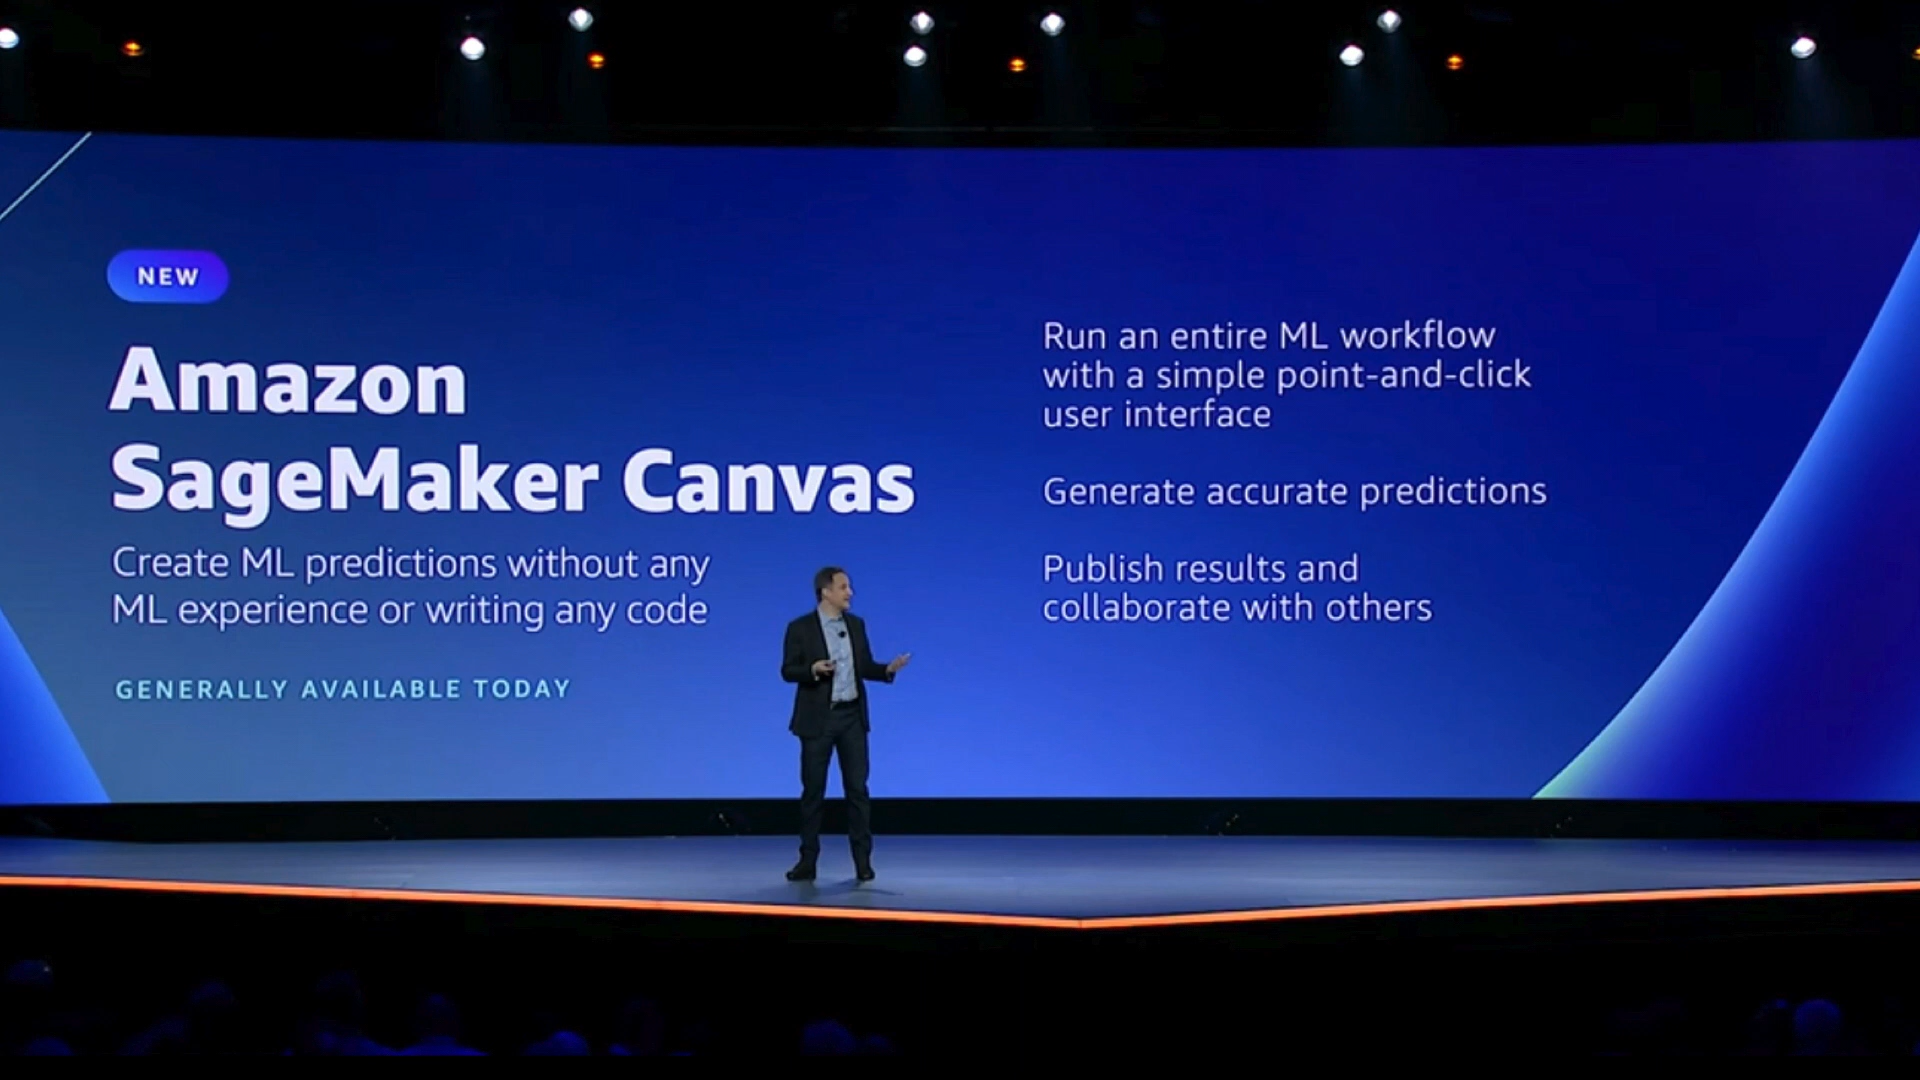 NEW
Amazon
SageMaker Canvas
Create ML predictions without any
ML experience or writing any code
GENERALLY AVAILABLE TODAY
Run an entire ML workflow
with a simple point-and-click
user interface
Generate accurate predictions
Publish results and
collaborate with others